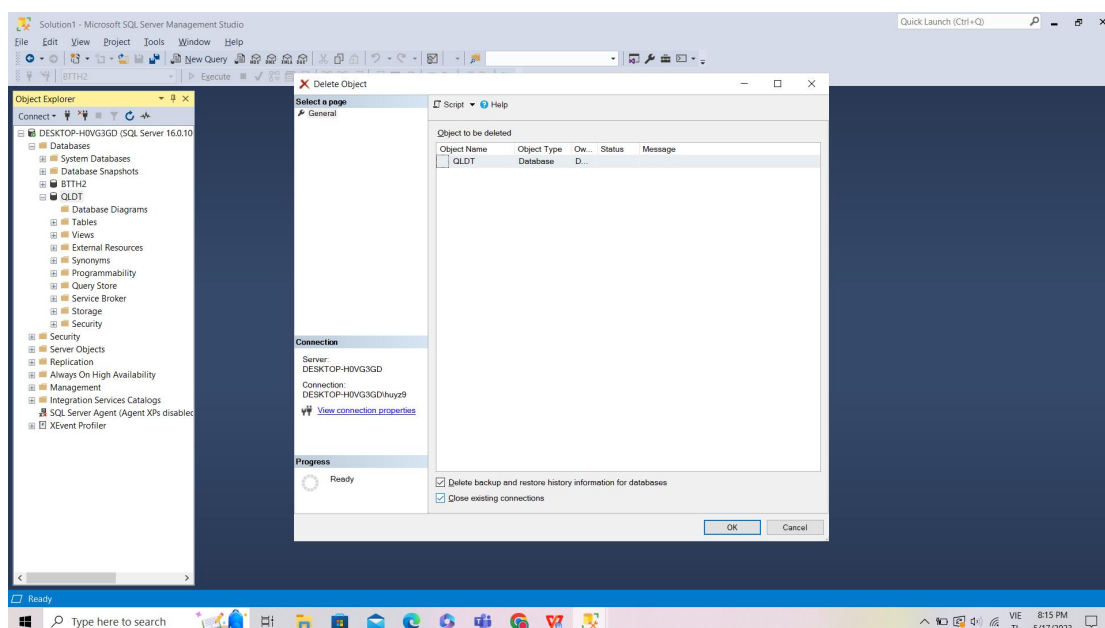 Solution1 - Microsoft SQL Server Management Studio
Quick Launch (Ctrl+Q)
File Edit View Project Tools Window Help
New Query
BTTH2 Execute
Delete Object
Object Explorer
Connect
DESKTOP-H0VG3GD (SQL Server 16.0.10
Databases
System Databases
Database Snapshots
BTTH2
QLDT
Database Diagrams
Tables
Views
External Resources
Synonyms
Programmability
Query Store
Service Broker
Storage
Security
Security
Server Objects
Replication
Always On High Availability
Management
Integration Services Catalogs
SQL Server Agent (Agent XPs disabled
XEvent Profiler
Select a page
General
Script Help
Object to be deleted
Object Name Object Type Ow... Status Message
QLDT Database D...
Connection
Server:
DESKTOP-H0VG3GD
Connection:
DESKTOP-H0VG3GD\huyz9
View connection properties
Progress
Ready
Delete backup and restore history information for databases
Close existing connections
OK Cancel
Ready
Type here to search
VIE 8:15 PM